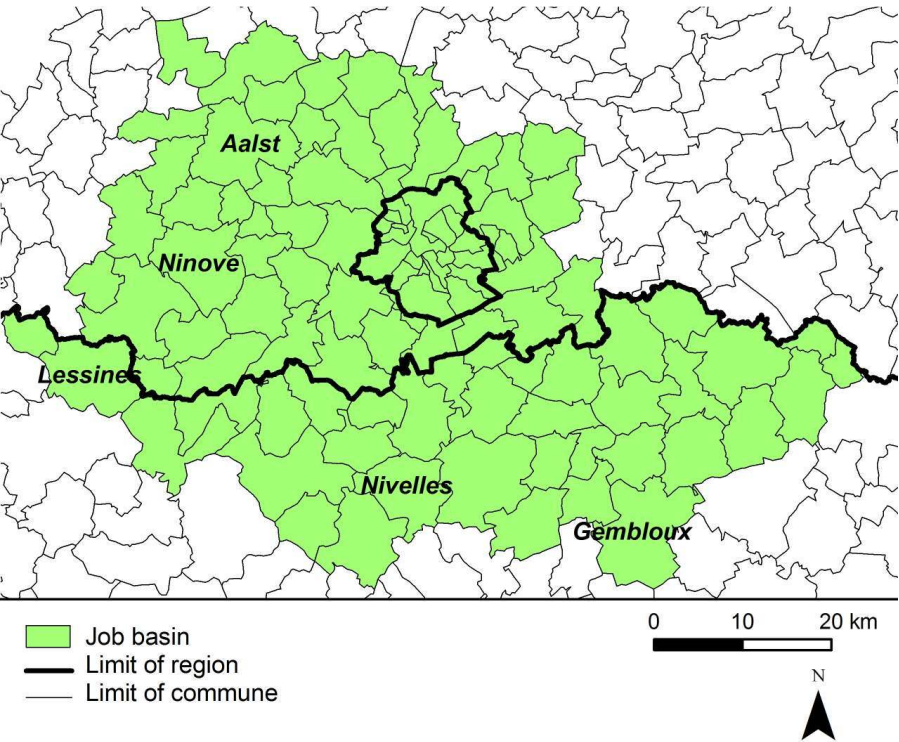 Aalst
Ninove
Lessines
Nivelles
Gembloux
Job basin
Limit of region
Limit of commune
0 10 20 km
N